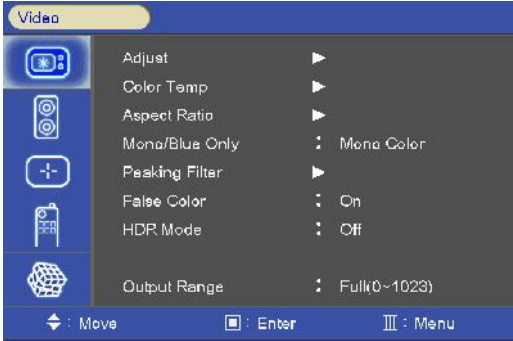 Video
Adjust ▶
Color Temp ▶
Aspect Ratio ▶
Mono/Blue Only : Mono Color
Peaking Filter ▶
False Color : On
HDR Mode : Off
Output Range : Full(0~1023)
: Move : Enter : Menu